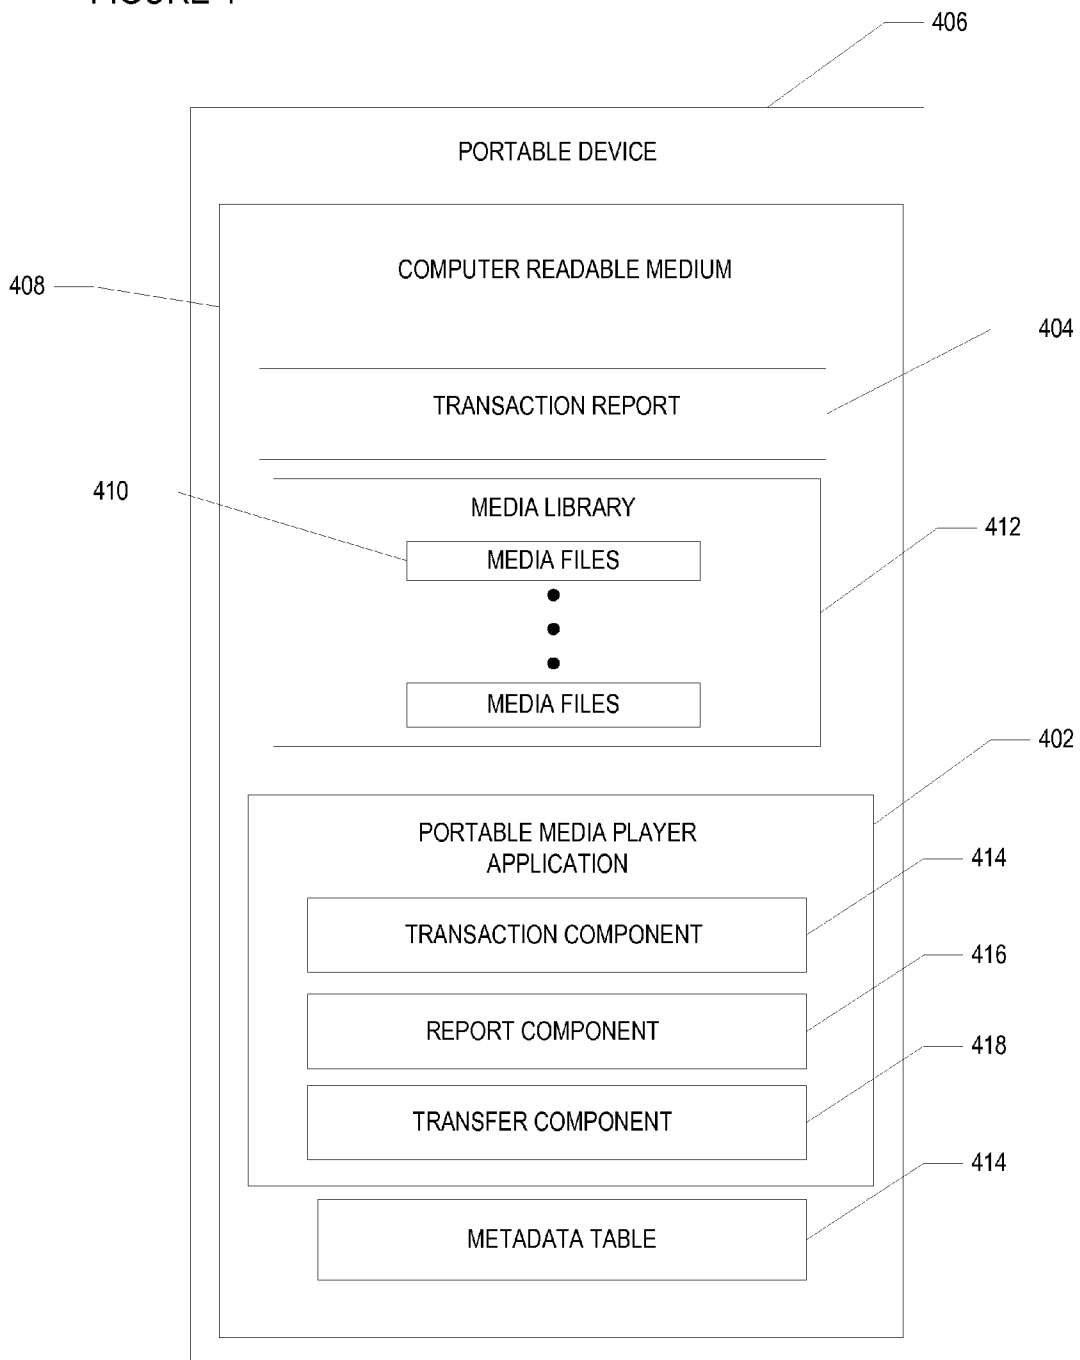 406
PORTABLE DEVICE
COMPUTER READABLE MEDIUM
408
404
TRANSACTION REPORT
410
MEDIA LIBRARY
412
MEDIA FILES
MEDIA FILES
402
PORTABLE MEDIA PLAYER
APPLICATION
414
TRANSACTION COMPONENT
416
REPORT COMPONENT
418
TRANSFER COMPONENT
414
METADATA TABLE